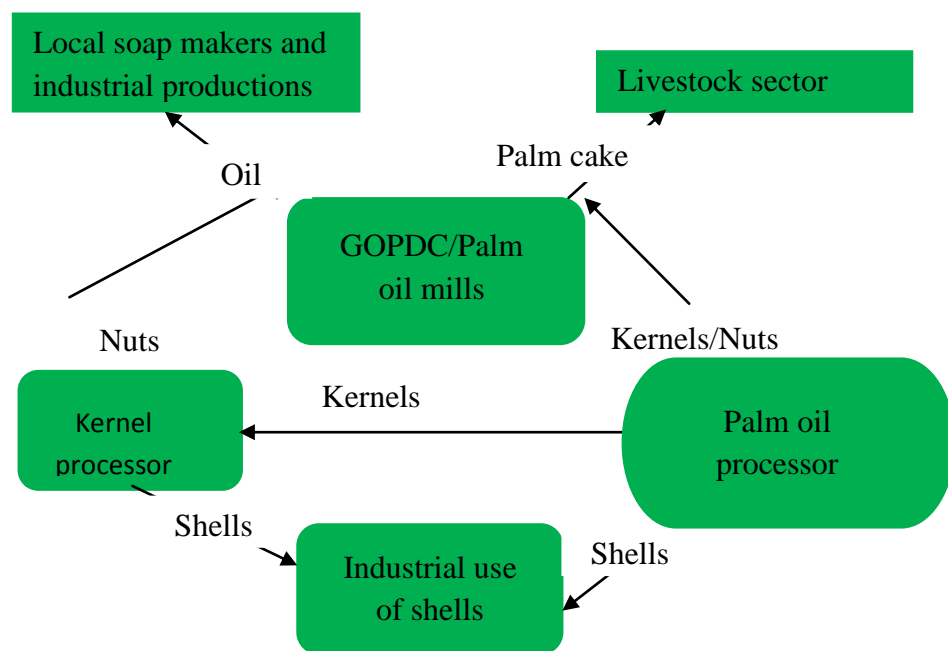 Local soap makers and
industrial productions
Livestock sector
Oil
Palm cake
GOPDC/Palm
oil mills
Nuts
Kernels/Nuts
Kernels
Kernel
processor
Palm oil
processor
Shells
Shells
Industrial use
of shells